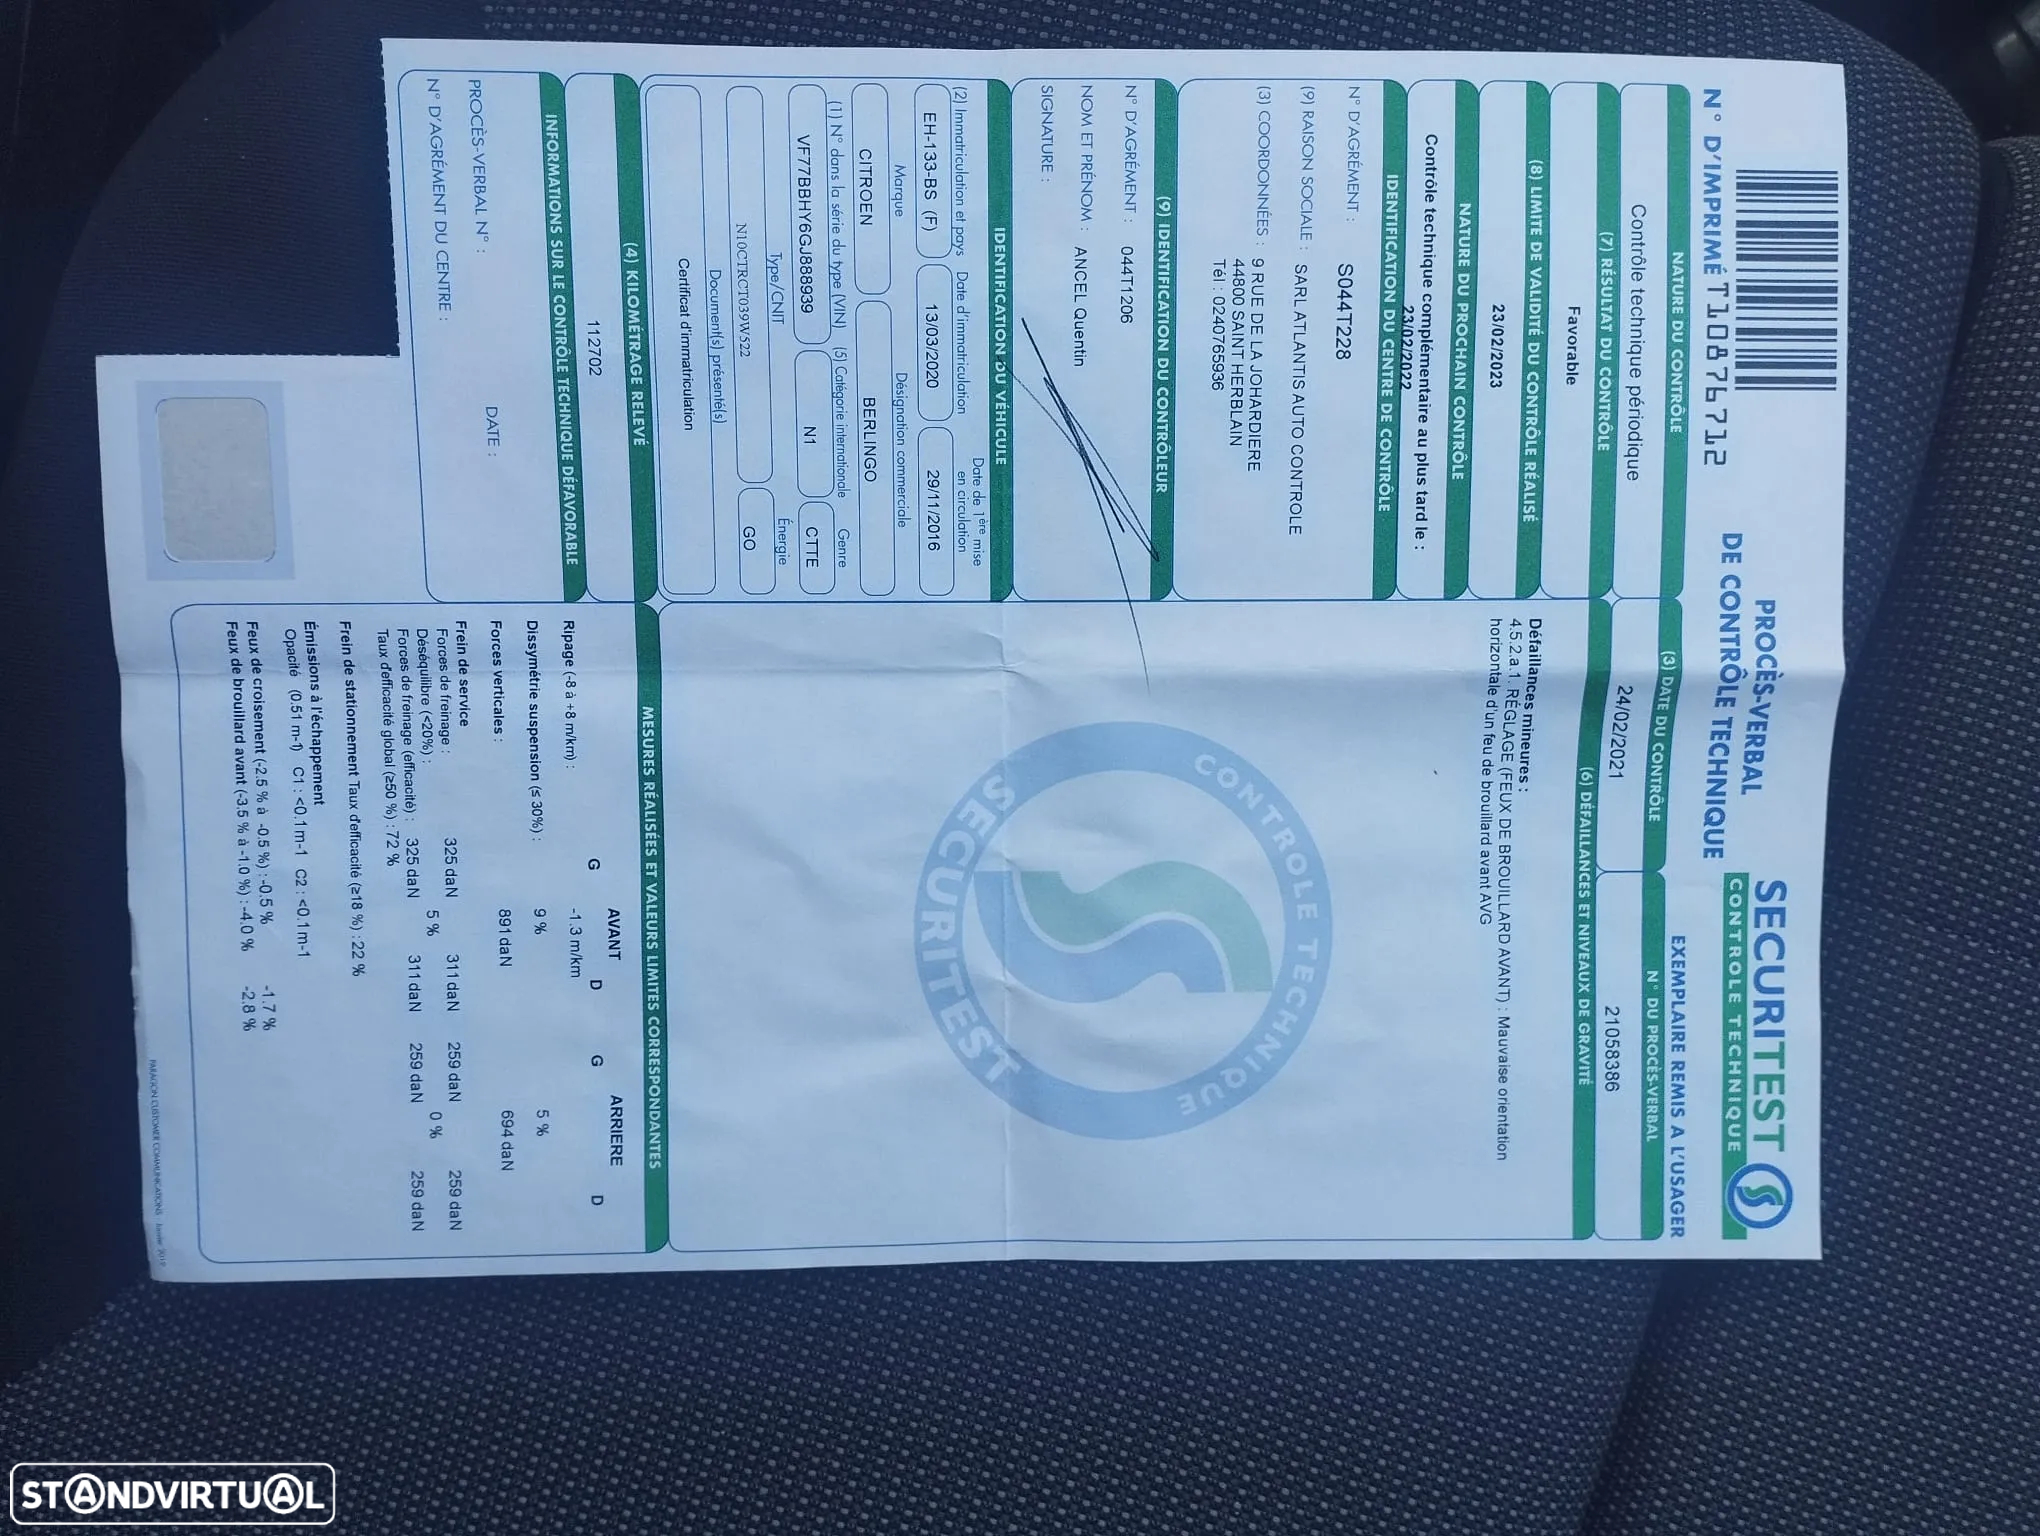 N° D'IMPRIMÉ T10876712
PROCÈS-VERBAL
DE CONTRÔLE TECHNIQUE
SECURITEST
CONTROLE TECHNIQUE
EXEMPLAIRE REMIS A L'USAGER
NATURE DU CONTRÔLE
Contrôle technique périodique
(3) DATE DU CONTRÔLE
24/02/2021
N° DU PROCÈS-VERBAL
21058386
(7) RÉSULTAT DU CONTRÔLE
Favorable
(8) LIMITE DE VALIDITÉ DU CONTRÔLE RÉALISÉ
23/02/2023
NATURE DU PROCHAIN CONTRÔLE
Contrôle technique complémentaire au plus tard le :
23/02/2022
IDENTIFICATION DU CENTRE DE CONTRÔLE
N° D'AGRÉMENT : S044T228
(9) RAISON SOCIALE : SARL ATLANTIS AUTO CONTROLE
(3) COORDONNÉES : 9 RUE DE LA JOHARDIERE
44800 SAINT HERBLAIN
Tél : 0240765936
(9) IDENTIFICATION DU CONTRÔLEUR
N° D'AGRÉMENT : 044T1206
NOM ET PRÉNOM : ANCEL Quentin
SIGNATURE :
IDENTIFICATION DU VÉHICULE
(2) Immatriculation et pays Date d'immatriculation Date de 1ère mise en circulation
EH-133-BS (F) 13/03/2020 29/11/2016
Marque Désignation commerciale
CITROEN BERLINGO
(1) N° dans la série du type (VIN) (5) Catégorie internationale Genre
VF77BBHY6GJ888939 N1 CTTE
Type/CNIT Énergie
N10CTRCT039W522 GO
Document(s) présenté(s)
Certificat d'immatriculation
(4) KILOMÉTRAGE RELEVÉ
112702
INFORMATIONS SUR LE CONTRÔLE TECHNIQUE DÉFAVORABLE
PROCÈS-VERBAL N° : DATE :
N° D'AGRÉMENT DU CENTRE :
(6) DÉFAILLANCES ET NIVEAUX DE GRAVITÉ
Défaillances mineures :
4.5.2.a.1. RÉGLAGE (FEUX DE BROUILLARD AVANT) : Mauvaise orientation
horizontale d'un feu de brouillard avant AVG
CONTROLE TECHNIQUE
SECURITEST
MESURES RÉALISÉES ET VALEURS LIMITES CORRESPONDANTES
AVANT ARRIERE
G D G D
Ripage (-8 à +8 m/km) : -1,3 m/km
Dissymétrie suspension (≤ 30%) : 9 % 5 %
Forces verticales : 891 daN 694 daN
Frein de service
Forces de freinage : 325 daN 311 daN 259 daN 259 daN
Déséquilibre (<20%) : 5 % 0 %
Forces de freinage (efficacité) : 325 daN 311 daN 259 daN 259 daN
Taux d'efficacité global (≥50 %) : 72 %
Frein de stationnement Taux d'efficacité (≥18 %) : 22 %
Émissions à l'échappement
Opacité (0.51 m-1) C1 : <0.1 m-1 C2 : <0.1 m-1
Feux de croisement (-2.5 % à -0.5 %) : -0.5 % -1.7 %
Feux de brouillard avant (-3.5 % à -1.0 %) : -4.0 % -2.8 %
PARAGON CUSTOMER COMMUNICATIONS - Janvier 2019
STANDVIRTUAL